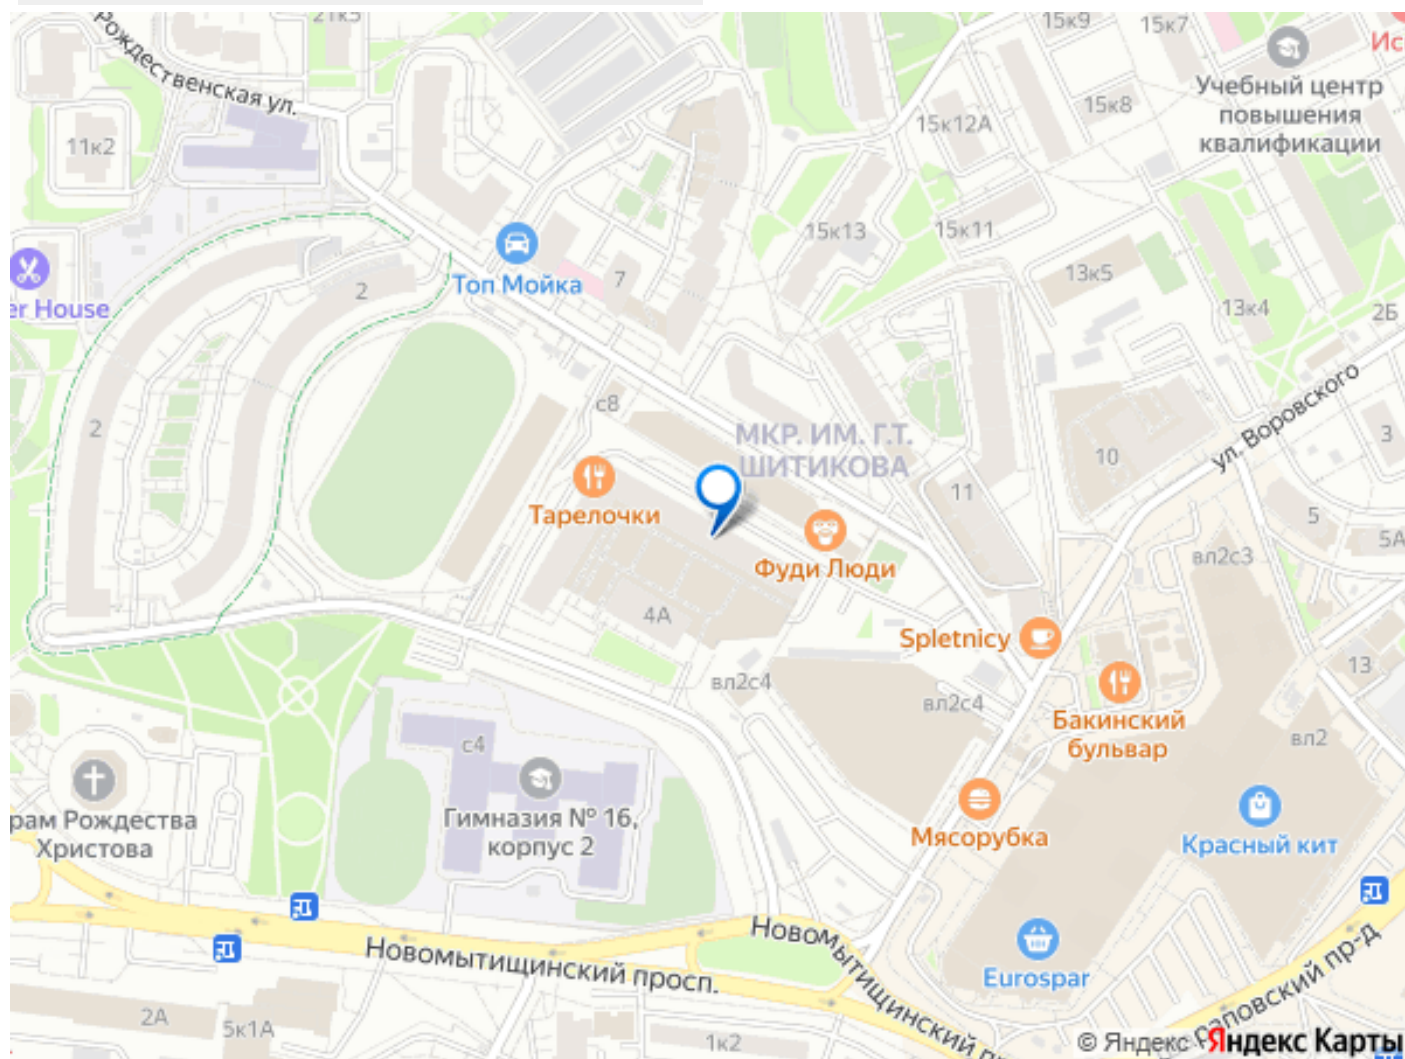 21к5
15к9
15к7
Ис
Рождественская ул.
Учебный центр
повышения
квалификации
15к8
15к12А
11к2
15к13
15к11
Топ Мойка
7
13к5
er House
2
13к4
2Б
ул. Воровского
с8
2
МКР. ИМ. Г.Т.
ШИТИКОВА
3
10
11
Тарелочки
5
5А
Фуди Люди
вл2с3
4А
Spletnicy
13
вл2с4
вл2с4
Бакинский
бульвар
вл2
с4
Гимназия № 16,
корпус 2
рам Рождества
Христова
Мясорубка
Красный кит
Новомытищинский просп.
Новомытищинский пр
Eurospar
раповский пр-д
2А
5к1А
1к2
© Яндекс Яндекс Карты